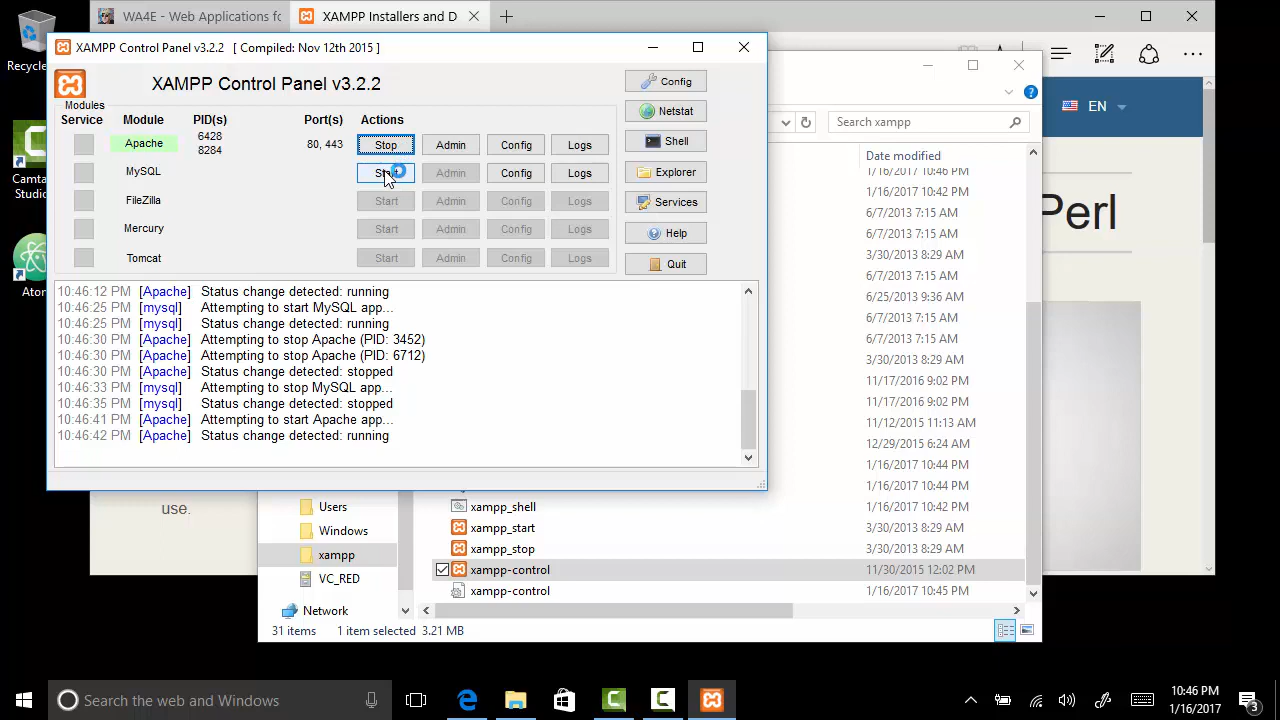 WA4E - Web Applications fo
XAMPP Installers and D
Recycle
Camta
Studio
Aton
XAMPP Control Panel v3.2.2 [ Compiled: Nov 12th 2015 ]
XAMPP Control Panel v3.2.2
Modules
Service Module PID(s) Port(s) Actions
Apache 6428 8284 80, 443 Stop Admin Config Logs
MySQL Admin Config Logs
FileZilla Start Admin Config Logs
Mercury Start Admin Config Logs
Tomcat Start Admin Config Logs
Config
Netstat
Shell
Explorer
Services
Help
Quit
10:46:12 PM [Apache] Status change detected: running
10:46:25 PM [mysql] Attempting to start MySQL app...
10:46:25 PM [mysql] Status change detected: running
10:46:30 PM [Apache] Attempting to stop Apache (PID: 3452)
10:46:30 PM [Apache] Attempting to stop Apache (PID: 6712)
10:46:30 PM [Apache] Status change detected: stopped
10:46:33 PM [mysql] Attempting to stop MySQL app...
10:46:35 PM [mysql] Status change detected: stopped
10:46:41 PM [Apache] Attempting to start Apache app...
10:46:42 PM [Apache] Status change detected: running
EN
Search xampp
Date modified
1/16/2017 10:46 PM
1/16/2017 10:42 PM
6/7/2013 7:15 AM
6/7/2013 7:15 AM
3/30/2013 8:29 AM
6/7/2013 7:15 AM
6/25/2013 9:36 AM
6/7/2013 7:15 AM
6/7/2013 7:15 AM
3/30/2013 8:29 AM
11/17/2016 9:02 PM
11/17/2016 9:02 PM
11/12/2015 11:13 AM
12/29/2015 6:24 AM
1/16/2017 10:44 PM
1/16/2017 10:44 PM
Perl
use.
Users
Windows
xampp
VC_RED
Network
xampp_shell 1/16/2017 10:42 PM
xampp_start 3/30/2013 8:29 AM
xampp_stop 3/30/2013 8:29 AM
xampp-control 11/30/2015 12:02 PM
xampp-control 1/16/2017 10:45 PM
31 items 1 item selected 3.21 MB
Search the web and Windows
10:46 PM
1/16/2017
3